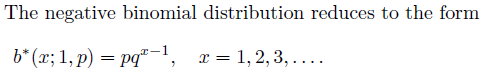 The negative binomial distribution reduces to the form
b*(x; 1, p) = pq^{x−1},    x = 1, 2, 3, . . . .